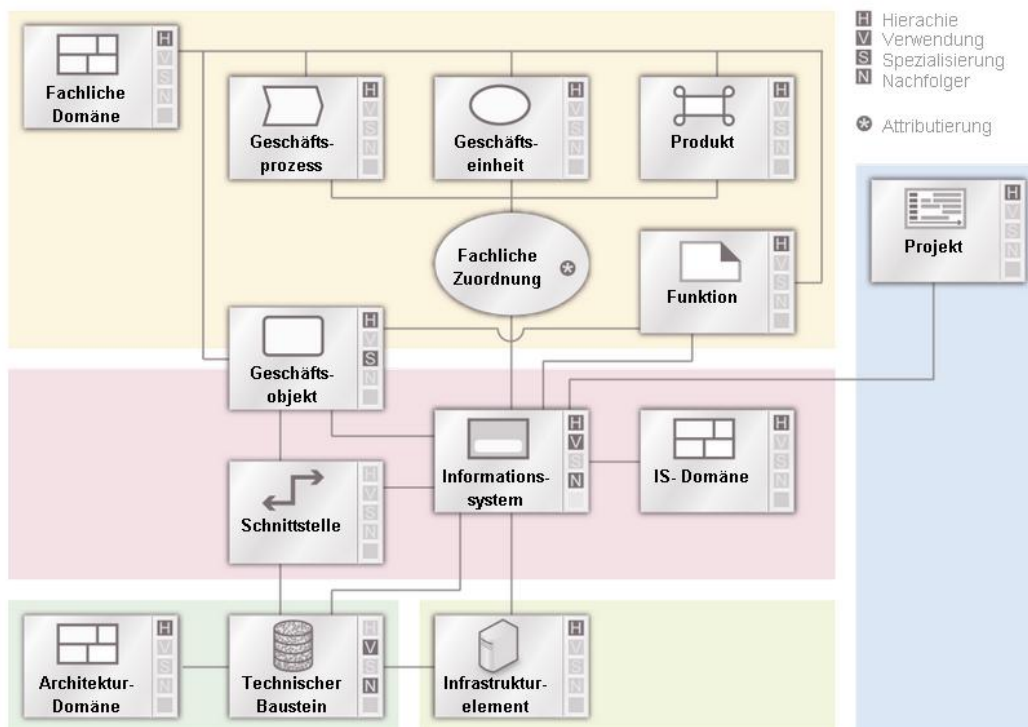 Fachliche
Domäne
H
V
S
N
Geschäfts-
prozess
H
V
S
N
Geschäfts-
einheit
H
V
S
N
Produkt
H
V
S
N
H Hierachie
V Verwendung
S Spezialisierung
N Nachfolger
Attributierung
Fachliche
Zuordnung
Funktion
H
V
S
N
Projekt
H
V
S
N
Geschäfts-
objekt
H
V
S
N
Schnittstelle
H
V
S
N
Informations-
system
H
V
S
N
IS- Domäne
H
V
S
N
Architektur-
Domäne
H
V
S
N
Technischer
Baustein
H
V
S
N
Infrastruktur-
element
H
V
S
N